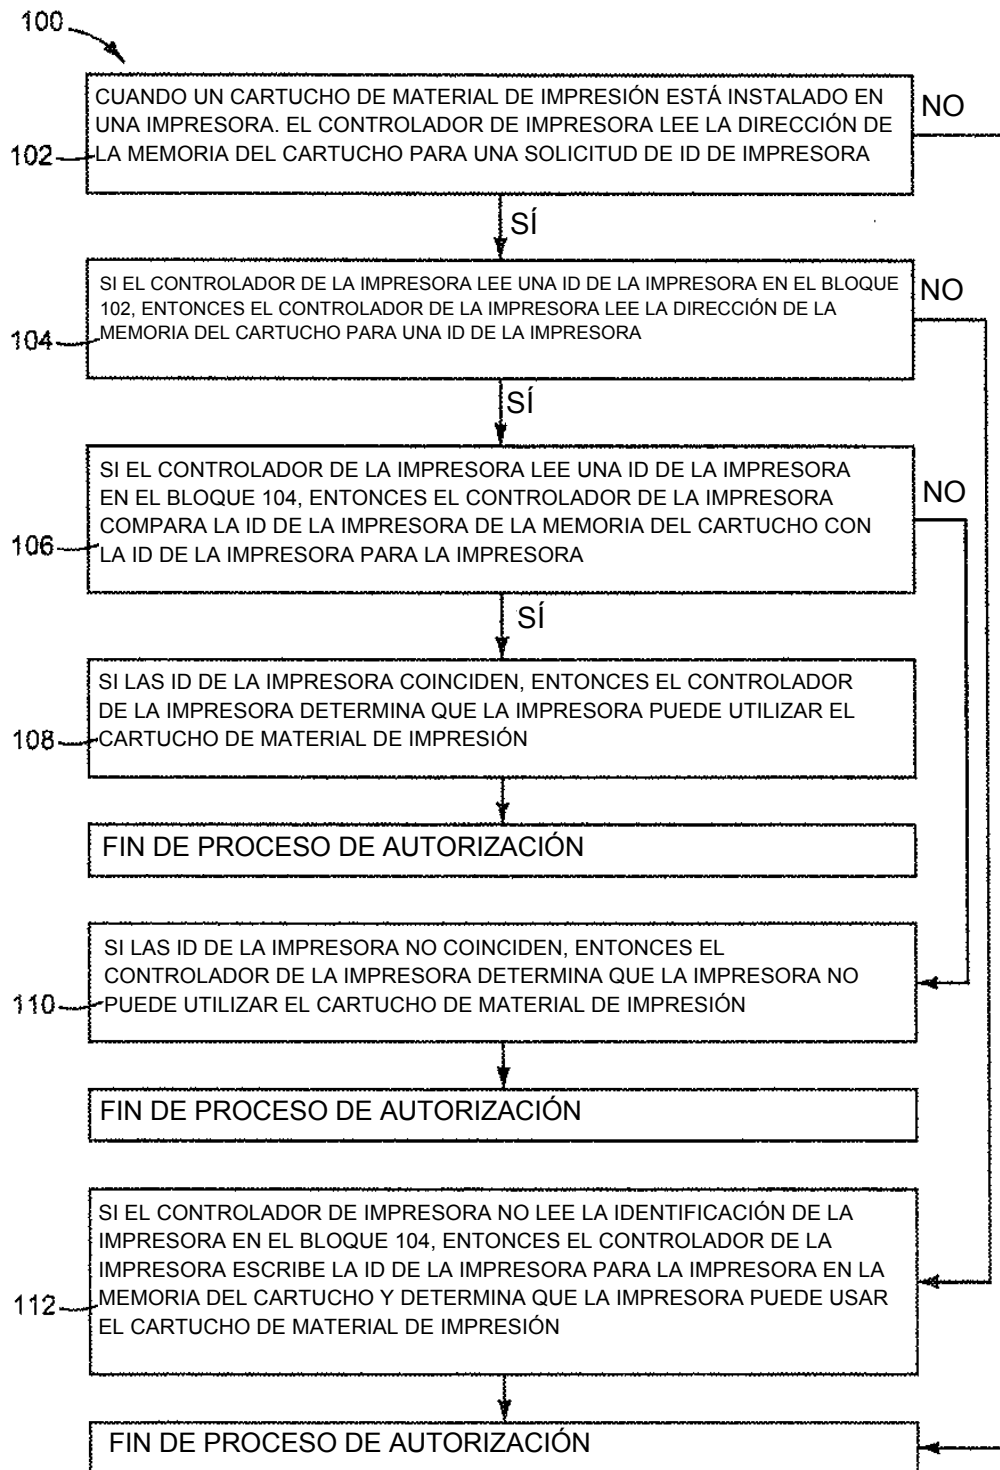 100
CUANDO UN CARTUCHO DE MATERIAL DE IMPRESIÓN ESTÁ INSTALADO EN
UNA IMPRESORA. EL CONTROLADOR DE IMPRESORA LEE LA DIRECCIÓN DE
LA MEMORIA DEL CARTUCHO PARA UNA SOLICITUD DE ID DE IMPRESORA
102
NO
SÍ
SI EL CONTROLADOR DE LA IMPRESORA LEE UNA ID DE LA IMPRESORA EN EL BLOQUE
102, ENTONCES EL CONTROLADOR DE LA IMPRESORA LEE LA DIRECCIÓN DE LA
MEMORIA DEL CARTUCHO PARA UNA ID DE LA IMPRESORA
104
NO
SÍ
SI EL CONTROLADOR DE LA IMPRESORA LEE UNA ID DE LA IMPRESORA
EN EL BLOQUE 104, ENTONCES EL CONTROLADOR DE LA IMPRESORA
COMPARA LA ID DE LA IMPRESORA DE LA MEMORIA DEL CARTUCHO CON
LA ID DE LA IMPRESORA PARA LA IMPRESORA
106
NO
SÍ
SI LAS ID DE LA IMPRESORA COINCIDEN, ENTONCES EL CONTROLADOR
DE LA IMPRESORA DETERMINA QUE LA IMPRESORA PUEDE UTILIZAR EL
CARTUCHO DE MATERIAL DE IMPRESIÓN
108
FIN DE PROCESO DE AUTORIZACIÓN
SI LAS ID DE LA IMPRESORA NO COINCIDEN, ENTONCES EL
CONTROLADOR DE LA IMPRESORA DETERMINA QUE LA IMPRESORA NO
PUEDE UTILIZAR EL CARTUCHO DE MATERIAL DE IMPRESIÓN
110
FIN DE PROCESO DE AUTORIZACIÓN
SI EL CONTROLADOR DE IMPRESORA NO LEE LA IDENTIFICACIÓN DE LA
IMPRESORA EN EL BLOQUE 104, ENTONCES EL CONTROLADOR DE LA
IMPRESORA ESCRIBE LA ID DE LA IMPRESORA PARA LA IMPRESORA EN LA
MEMORIA DEL CARTUCHO Y DETERMINA QUE LA IMPRESORA PUEDE USAR
EL CARTUCHO DE MATERIAL DE IMPRESIÓN
112
FIN DE PROCESO DE AUTORIZACIÓN